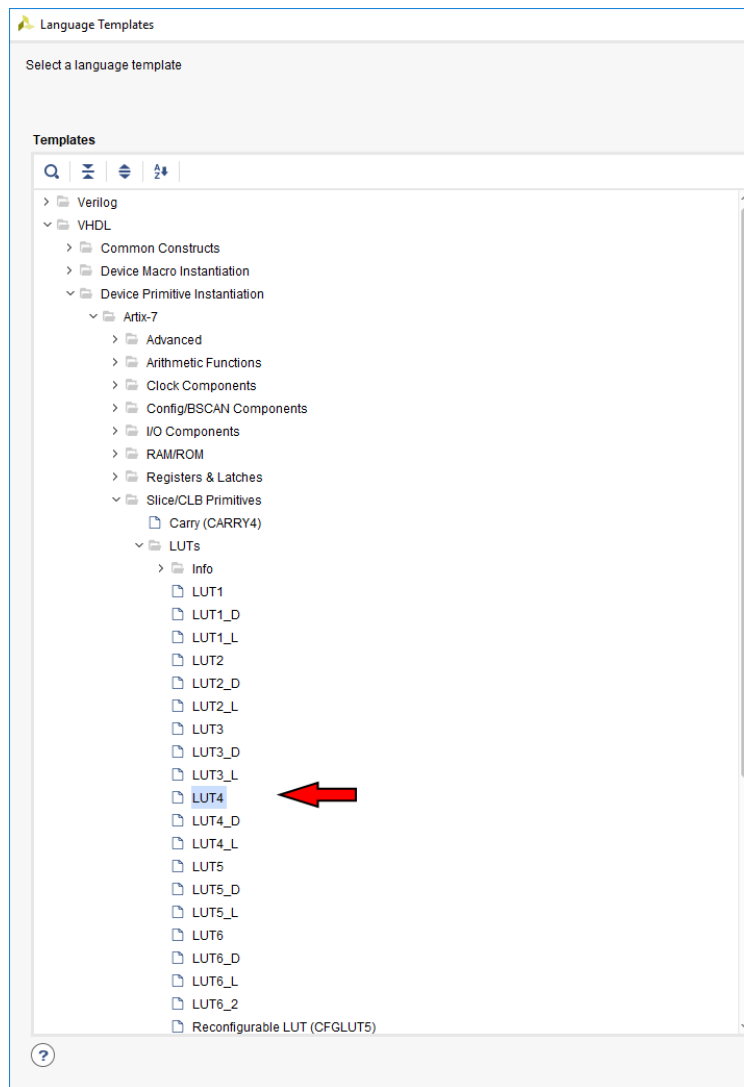 Language Templates
Select a language template
Templates
A
Z
Verilog
VHDL
Common Constructs
Device Macro Instantiation
Device Primitive Instantiation
Artix-7
Advanced
Arithmetic Functions
Clock Components
Config/BSCAN Components
I/O Components
RAM/ROM
Registers & Latches
Slice/CLB Primitives
Carry (CARRY4)
LUTs
Info
LUT1
LUT1_D
LUT1_L
LUT2
LUT2_D
LUT2_L
LUT3
LUT3_D
LUT3_L
LUT4
LUT4_D
LUT4_L
LUT5
LUT5_D
LUT5_L
LUT6
LUT6_D
LUT6_L
LUT6_2
Reconfigurable LUT (CFGLUT5)
?